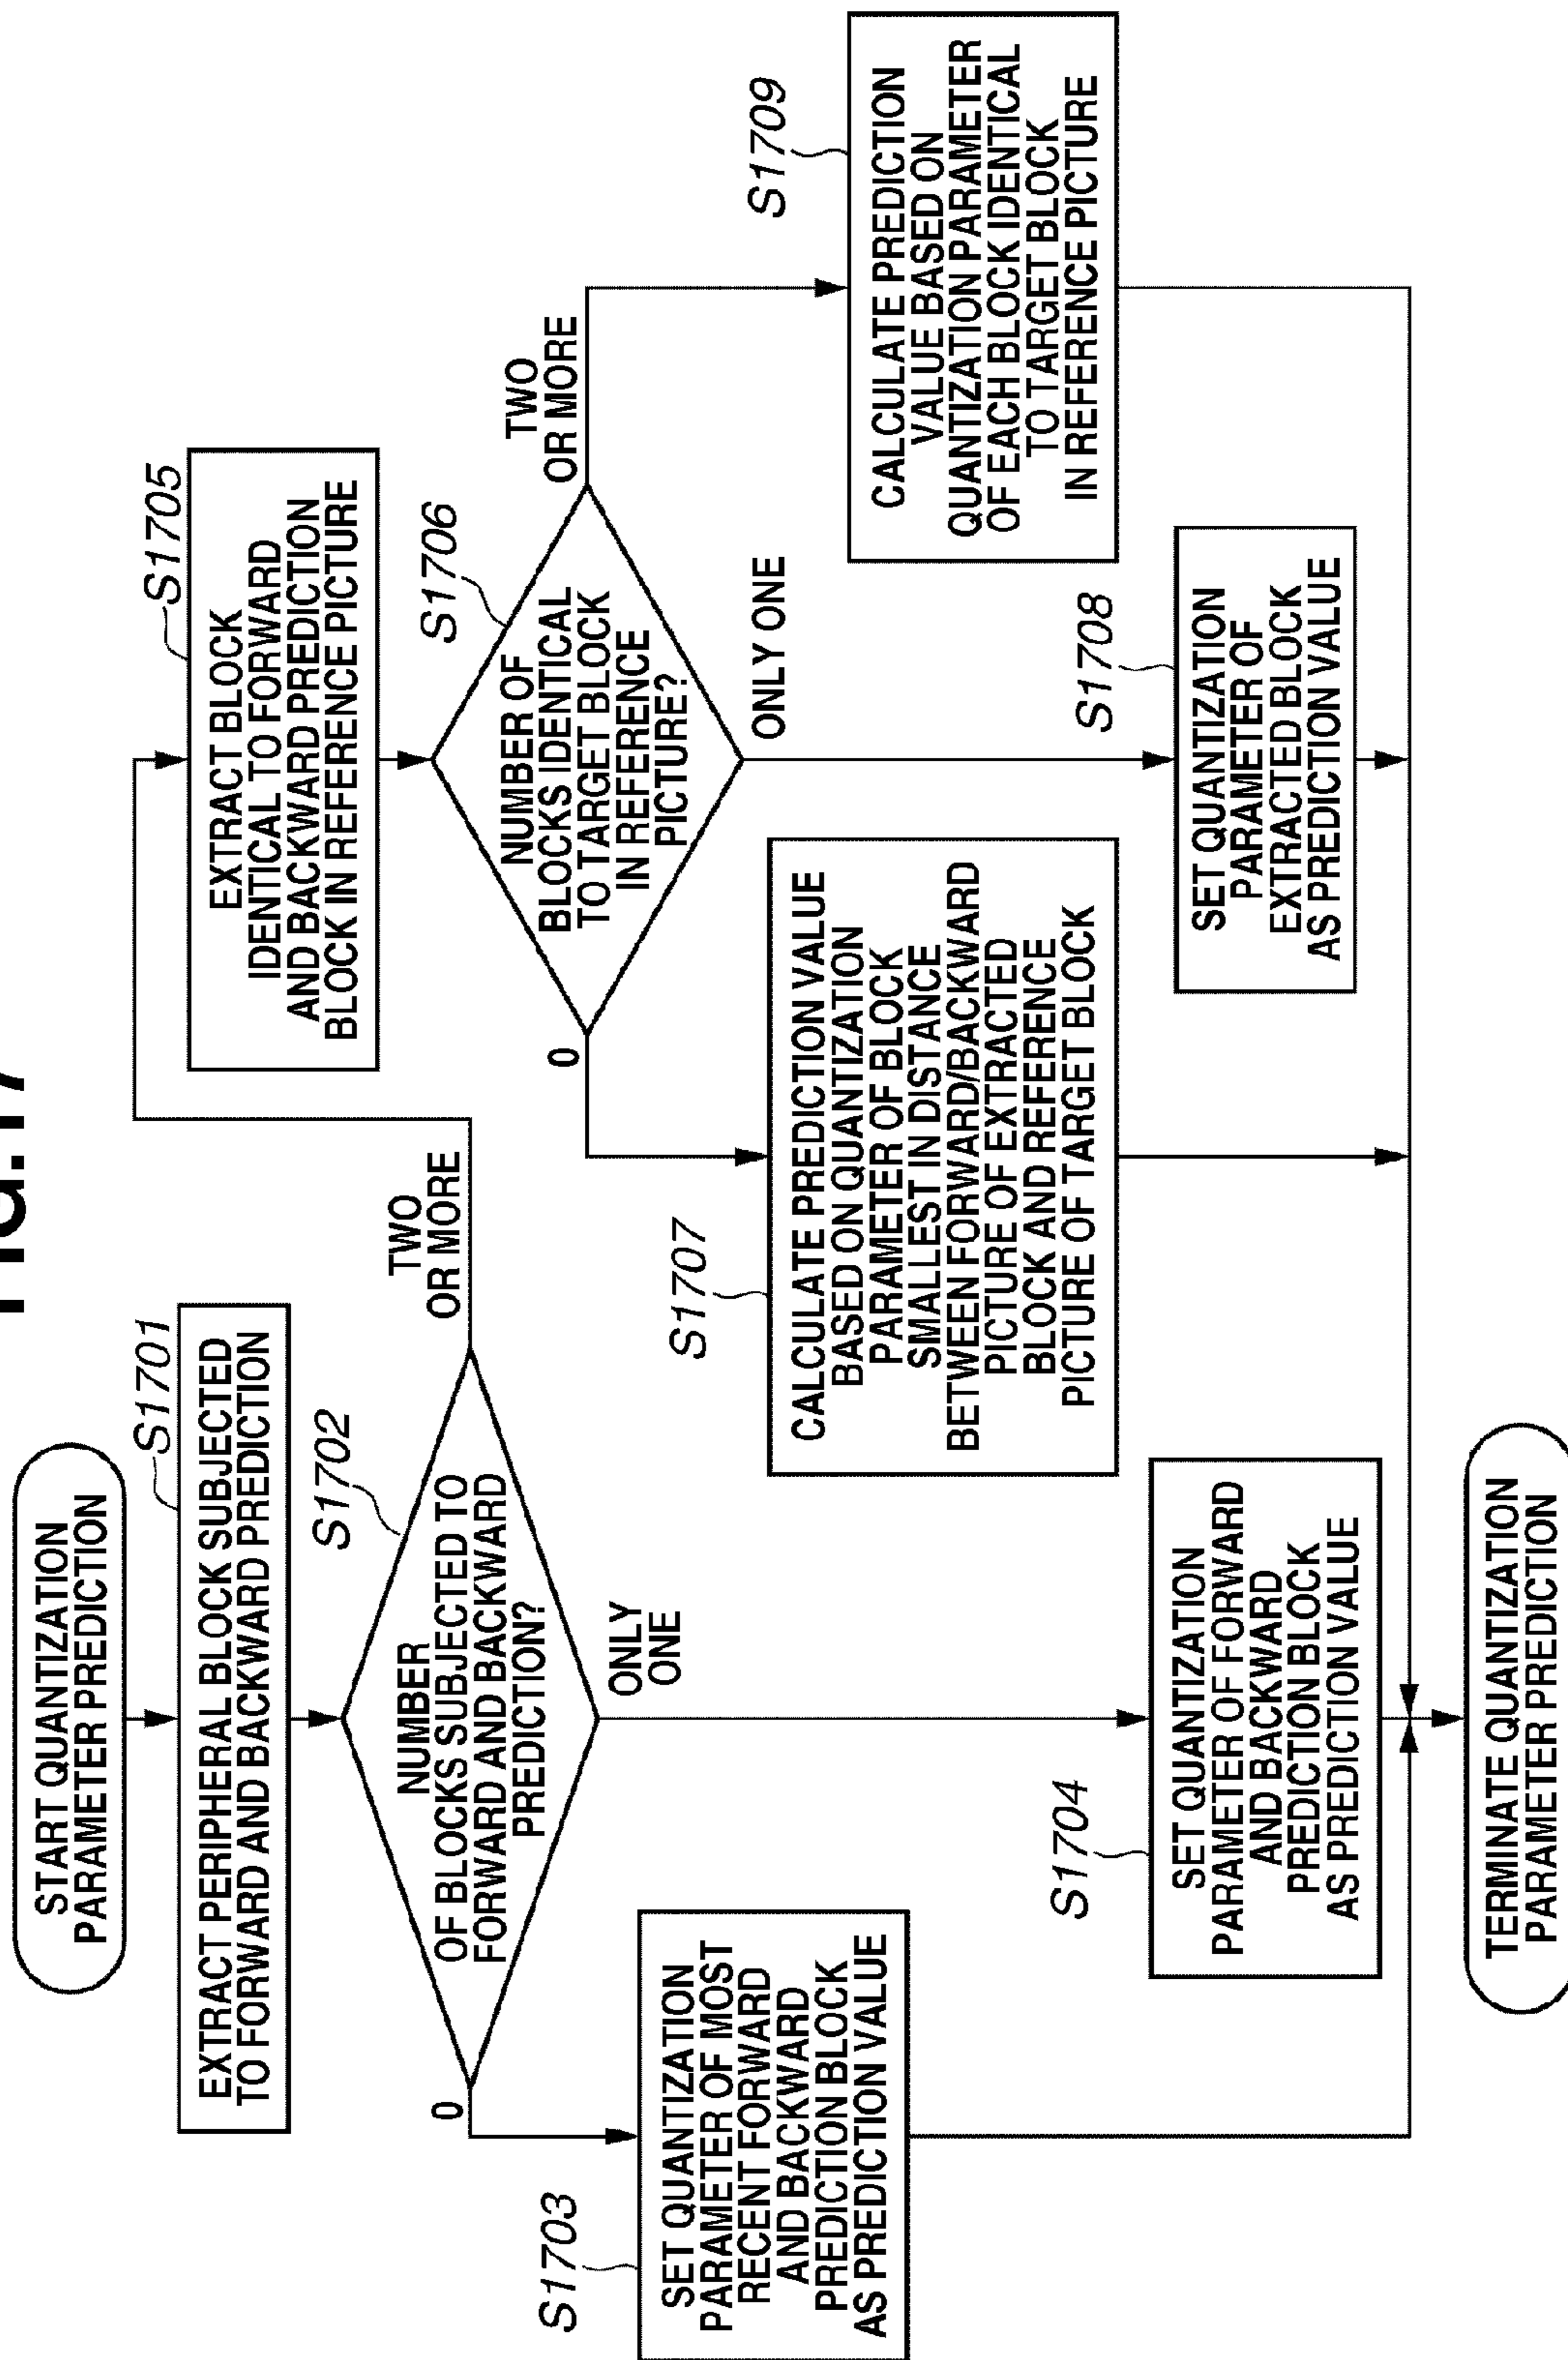 FIG.17
START QUANTIZATION
PARAMETER PREDICTION
S1701
EXTRACT PERIPHERAL BLOCK SUBJECTED
TO FORWARD AND BACKWARD PREDICTION
S1702
NUMBER
OF BLOCKS SUBJECTED TO
FORWARD AND BACKWARD
PREDICTION?
0
ONLY
ONE
TWO
OR MORE
S1703
SET QUANTIZATION
PARAMETER OF MOST
RECENT FORWARD
AND BACKWARD
PREDICTION BLOCK
AS PREDICTION VALUE
S1704
SET QUANTIZATION
PARAMETER OF FORWARD
AND BACKWARD
PREDICTION BLOCK
AS PREDICTION VALUE
S1705
EXTRACT BLOCK
IDENTICAL TO FORWARD
AND BACKWARD PREDICTION
BLOCK IN REFERENCE PICTURE
S1706
NUMBER OF
BLOCKS IDENTICAL
TO TARGET BLOCK
IN REFERENCE
PICTURE?
0
ONLY ONE
TWO
OR MORE
S1707
CALCULATE PREDICTION VALUE
BASED ON QUANTIZATION
PARAMETER OF BLOCK
SMALLEST IN DISTANCE
BETWEEN FORWARD/BACKWARD
PICTURE OF EXTRACTED
BLOCK AND REFERENCE
PICTURE OF TARGET BLOCK
S1708
SET QUANTIZATION
PARAMETER OF
EXTRACTED BLOCK
AS PREDICTION VALUE
S1709
CALCULATE PREDICTION
VALUE BASED ON
QUANTIZATION PARAMETER
OF EACH BLOCK IDENTICAL
TO TARGET BLOCK
IN REFERENCE PICTURE
TERMINATE QUANTIZATION
PARAMETER PREDICTION